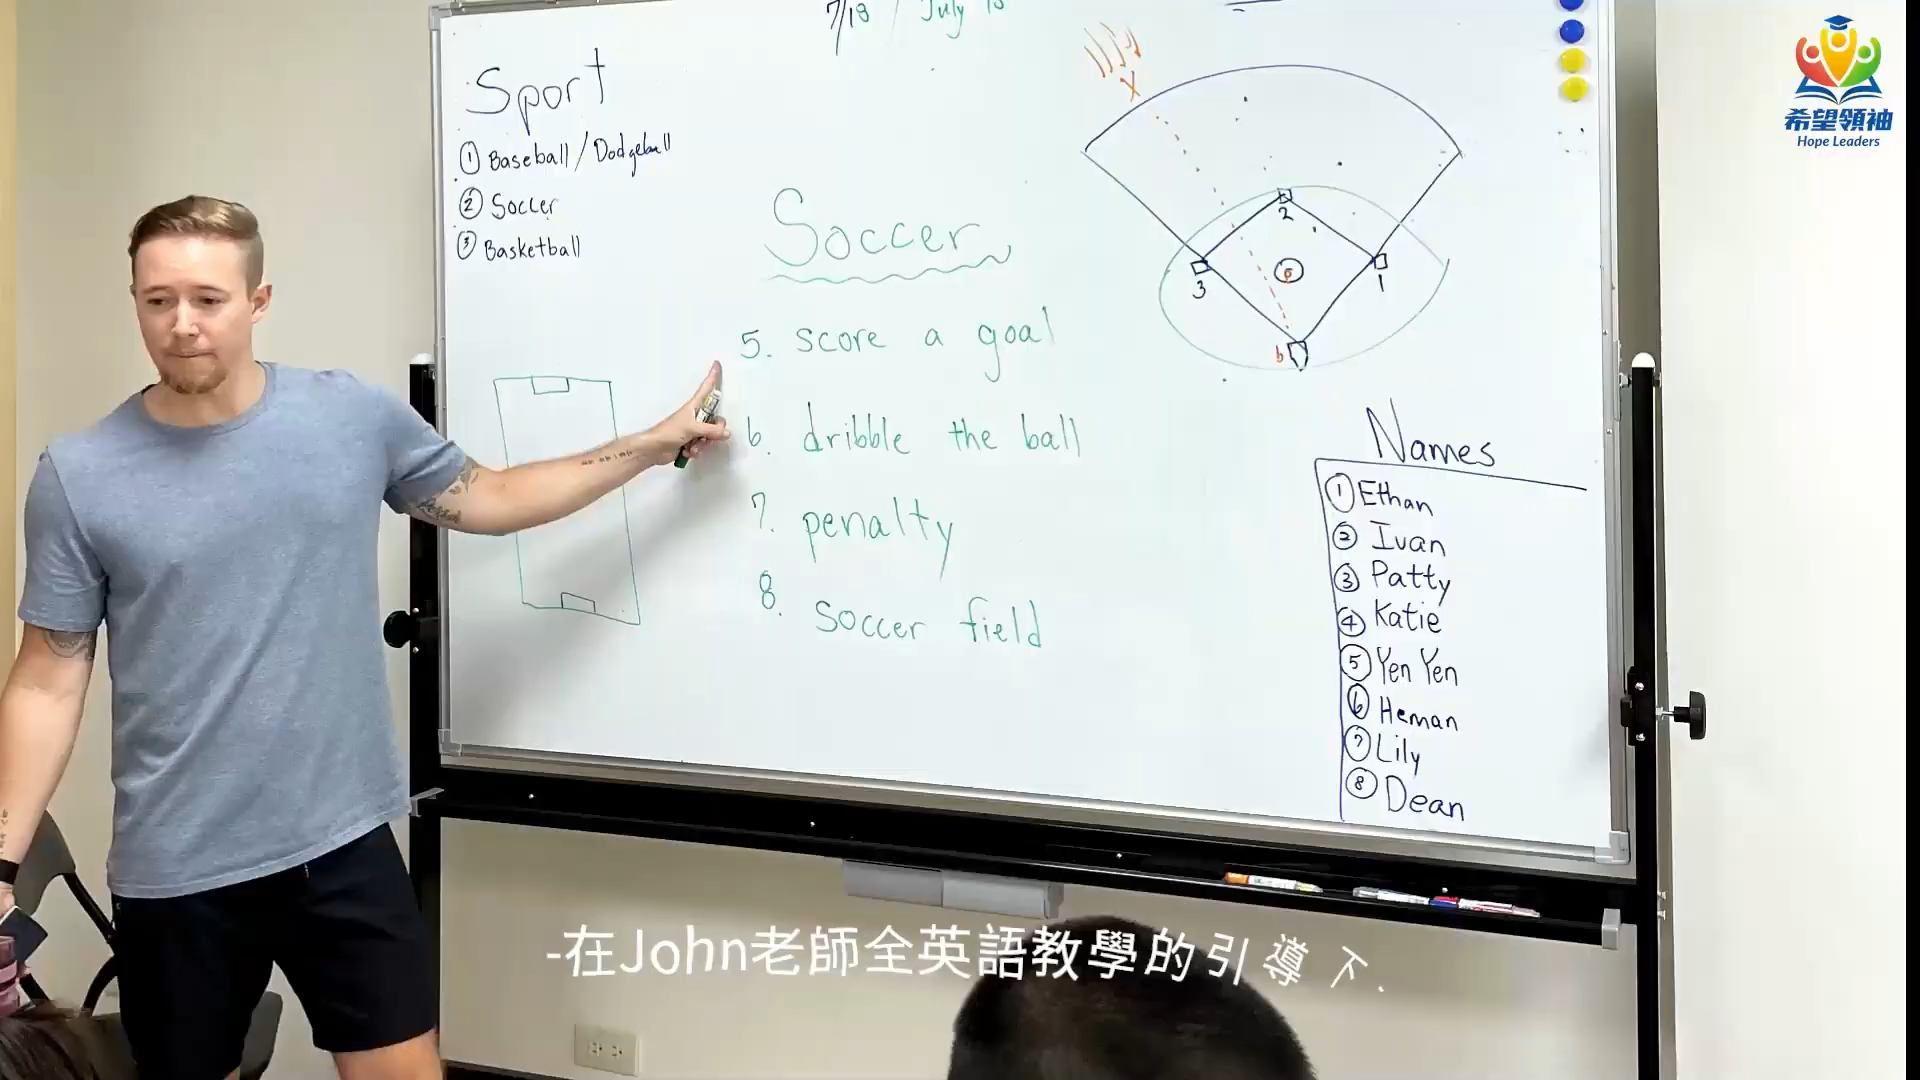 7/18 / July 18
Sport
① Baseball / Dodgeball
② Soccer
③ Basketball
Soccer
5. score a goal
6. dribble the ball
7. penalty
8. soccer field
2
3
1
6
Names
① Ethan
② Ivan
③ Patty
④ Katie
⑤ Yen Yen
⑥ Heman
⑦ Lily
⑧ Dean
希望領袖
Hope Leaders
-在John老師全英語教學的引導下.